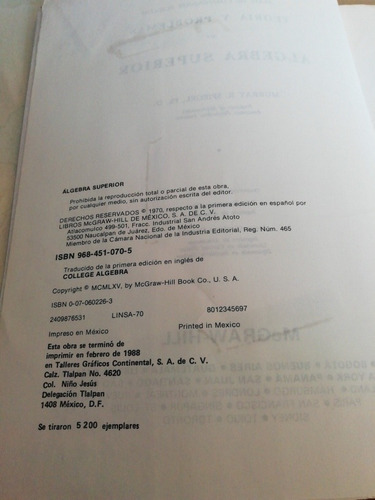 ALGEBRA SUPERIOR
Prohibida la reproducción total o parcial de esta obra,
por cualquier medio, sin autorización escrita del editor.
DERECHOS RESERVADOS © 1970, respecto a la primera edición en español por
LIBROS McGRAW-HILL DE MÉXICO, S. A. DE C. V.
Atlacomulco 499-501, Fracc. Industrial San Andrés Atoto
53500 Naucalpan de Juárez, Edo. de México
Miembro de la Cámara Nacional de la Industria Editorial, Reg. Núm. 465
ISBN 968-451-070-5
Traducido de la primera edición en inglés de
COLLEGE ALGEBRA
Copyright © MCMLXV, by McGraw-Hill Book Co., U. S. A.
ISBN 0-07-060226-3
2409876531 LINSA-70 8012345697
Impreso en México Printed in Mexico
Esta obra se terminó de
imprimir en febrero de 1988
en Talleres Gráficos Continental, S. A. de C. V.
Calz. Tlalpan No. 4620
Col. Niño Jesús
Delegación Tlalpan
1408 México, D.F.
Se tiraron 5 200 ejemplares